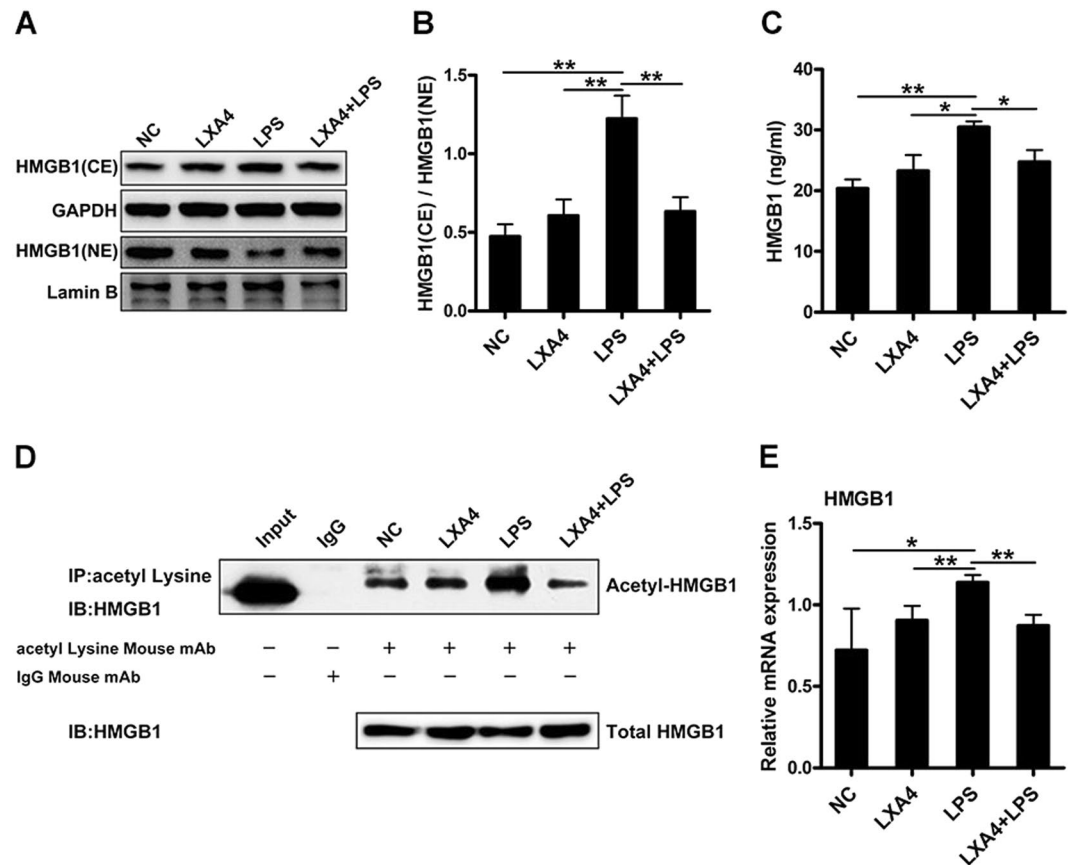 A
NC LXA4 LPS LXA4+LPS
HMGB1(CE)
GAPDH
HMGB1(NE)
Lamin B
B
HMGB1(CE) / HMGB1(NE)
1.5
1.0
0.5
0.0
** ** **
NC LXA4 LPS LXA4+LPS
C
HMGB1 (ng/ml)
40
30
20
10
0
** * *
NC LXA4 LPS LXA4+LPS
D
Input IgG NC LXA4 LPS LXA4+LPS
IP:acetyl Lysine
IB:HMGB1
Acetyl-HMGB1
acetyl Lysine Mouse mAb − − + + + +
IgG Mouse mAb − + − − − −
IB:HMGB1
Total HMGB1
E
HMGB1
Relative mRNA expression
1.5
1.0
0.5
0.0
* ** **
NC LXA4 LPS LXA4+LPS